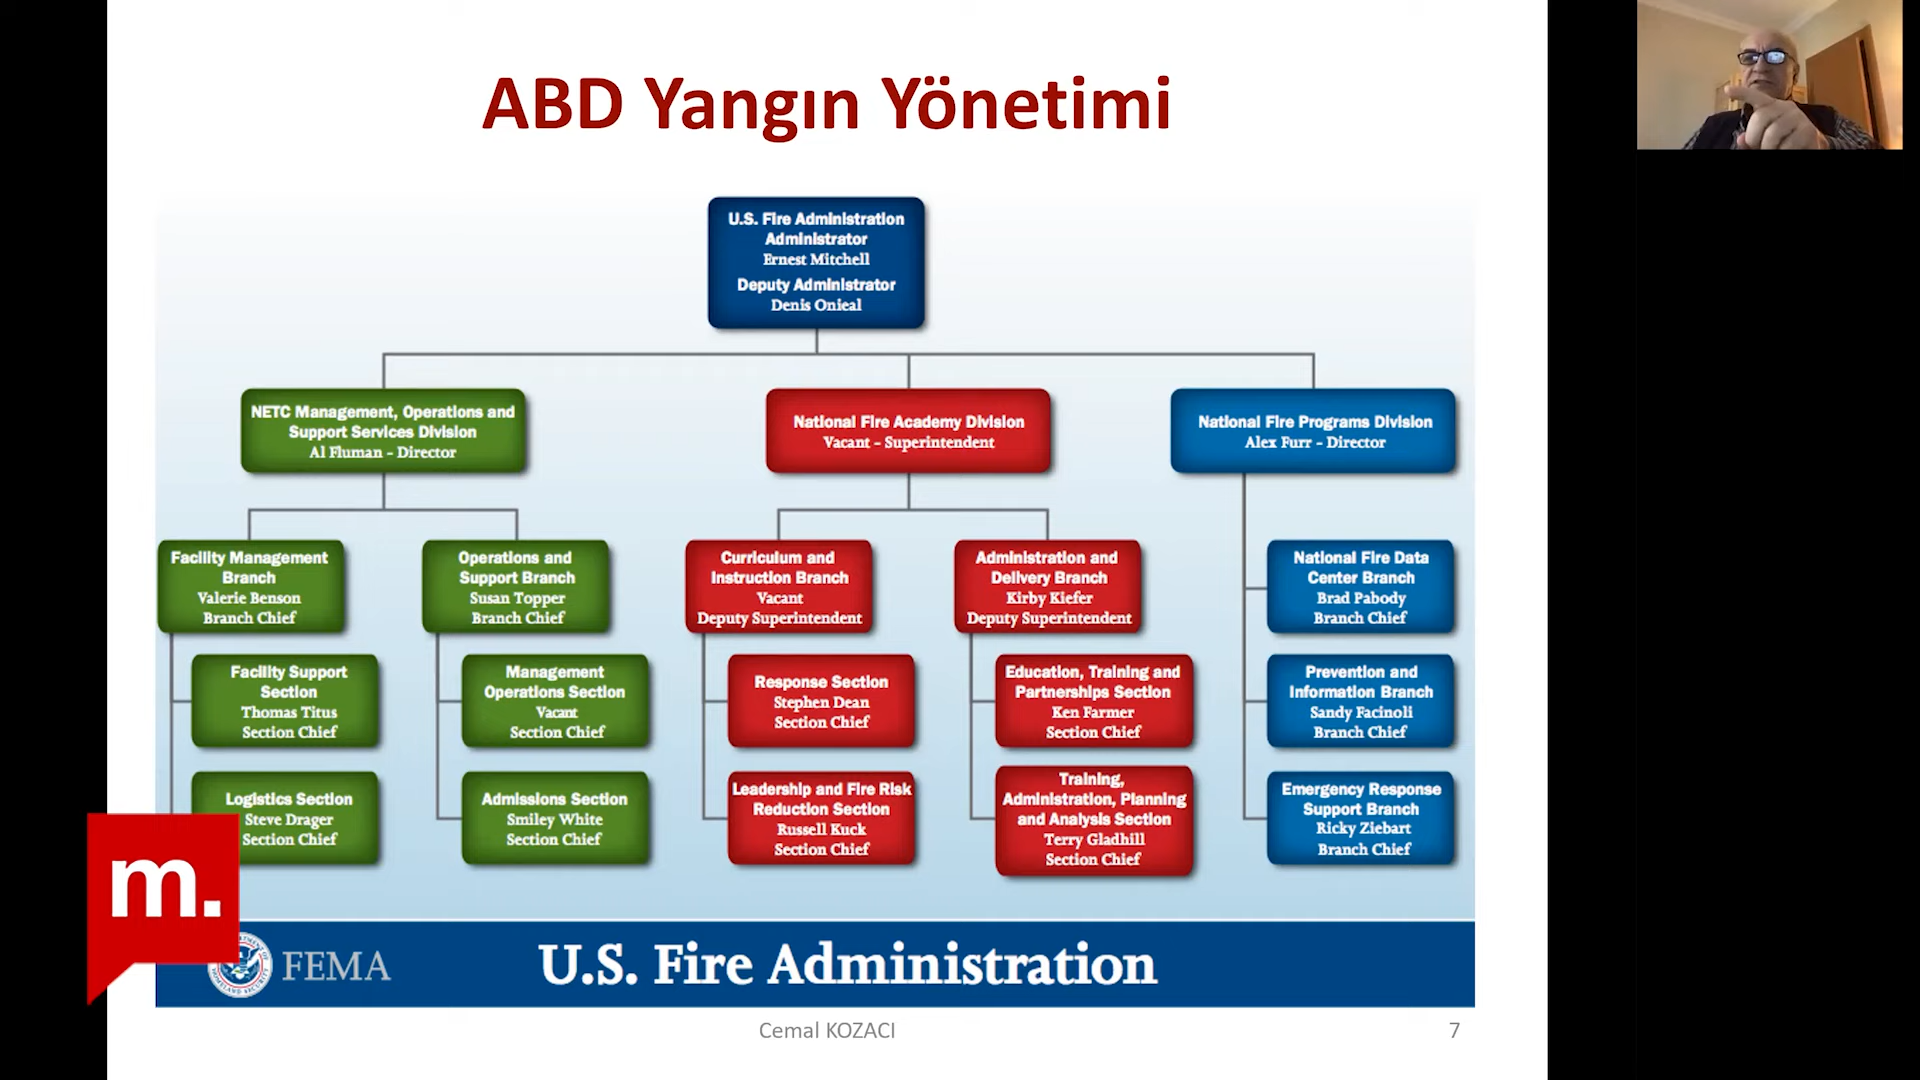 ABD Yangın Yönetimi
U.S. Fire Administration
Administrator
Ernest Mitchell
Deputy Administrator
Denis Onieal
NETC Management, Operations and
Support Services Division
Al Fluman - Director
National Fire Academy Division
Vacant - Superintendent
National Fire Programs Division
Alex Furr - Director
Facility Management
Branch
Valerie Benson
Branch Chief
Operations and
Support Branch
Susan Topper
Branch Chief
Curriculum and
Instruction Branch
Vacant
Deputy Superintendent
Administration and
Delivery Branch
Kirby Kiefer
Deputy Superintendent
National Fire Data
Center Branch
Brad Pabody
Branch Chief
Facility Support
Section
Thomas Titus
Section Chief
Management
Operations Section
Vacant
Section Chief
Response Section
Stephen Dean
Section Chief
Education, Training and
Partnerships Section
Ken Farmer
Section Chief
Prevention and
Information Branch
Sandy Facinoli
Branch Chief
Logistics Section
Steve Drager
Section Chief
Admissions Section
Smiley White
Section Chief
Leadership and Fire Risk
Reduction Section
Russell Kuck
Section Chief
Training,
Administration, Planning
and Analysis Section
Terry Gladhill
Section Chief
Emergency Response
Support Branch
Ricky Ziebart
Branch Chief
m.
FEMA
U.S. Fire Administration
Cemal KOZACI
7